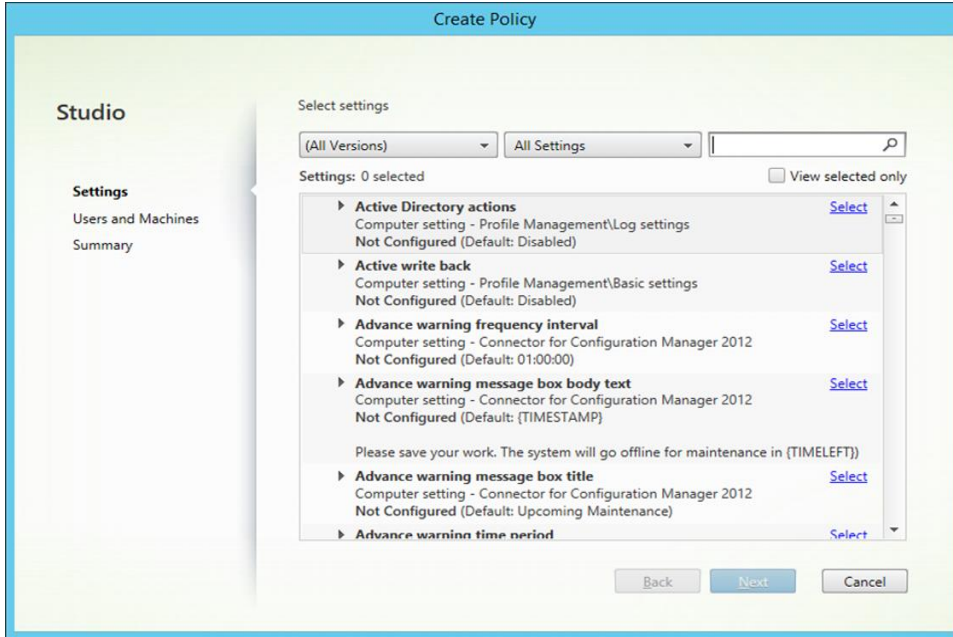 Create Policy
Studio
Settings
Users and Machines
Summary
Select settings
(All Versions)
All Settings
Settings: 0 selected
View selected only
Active Directory actions
Select
Computer setting - Profile Management\Log settings
Not Configured (Default: Disabled)
Active write back
Select
Computer setting - Profile Management\Basic settings
Not Configured (Default: Disabled)
Advance warning frequency interval
Select
Computer setting - Connector for Configuration Manager 2012
Not Configured (Default: 01:00:00)
Advance warning message box body text
Select
Computer setting - Connector for Configuration Manager 2012
Not Configured (Default: {TIMESTAMP}
Please save your work. The system will go offline for maintenance in {TIMELEFT})
Advance warning message box title
Select
Computer setting - Connector for Configuration Manager 2012
Not Configured (Default: Upcoming Maintenance)
Advance warning time period
Select
Back
Next
Cancel